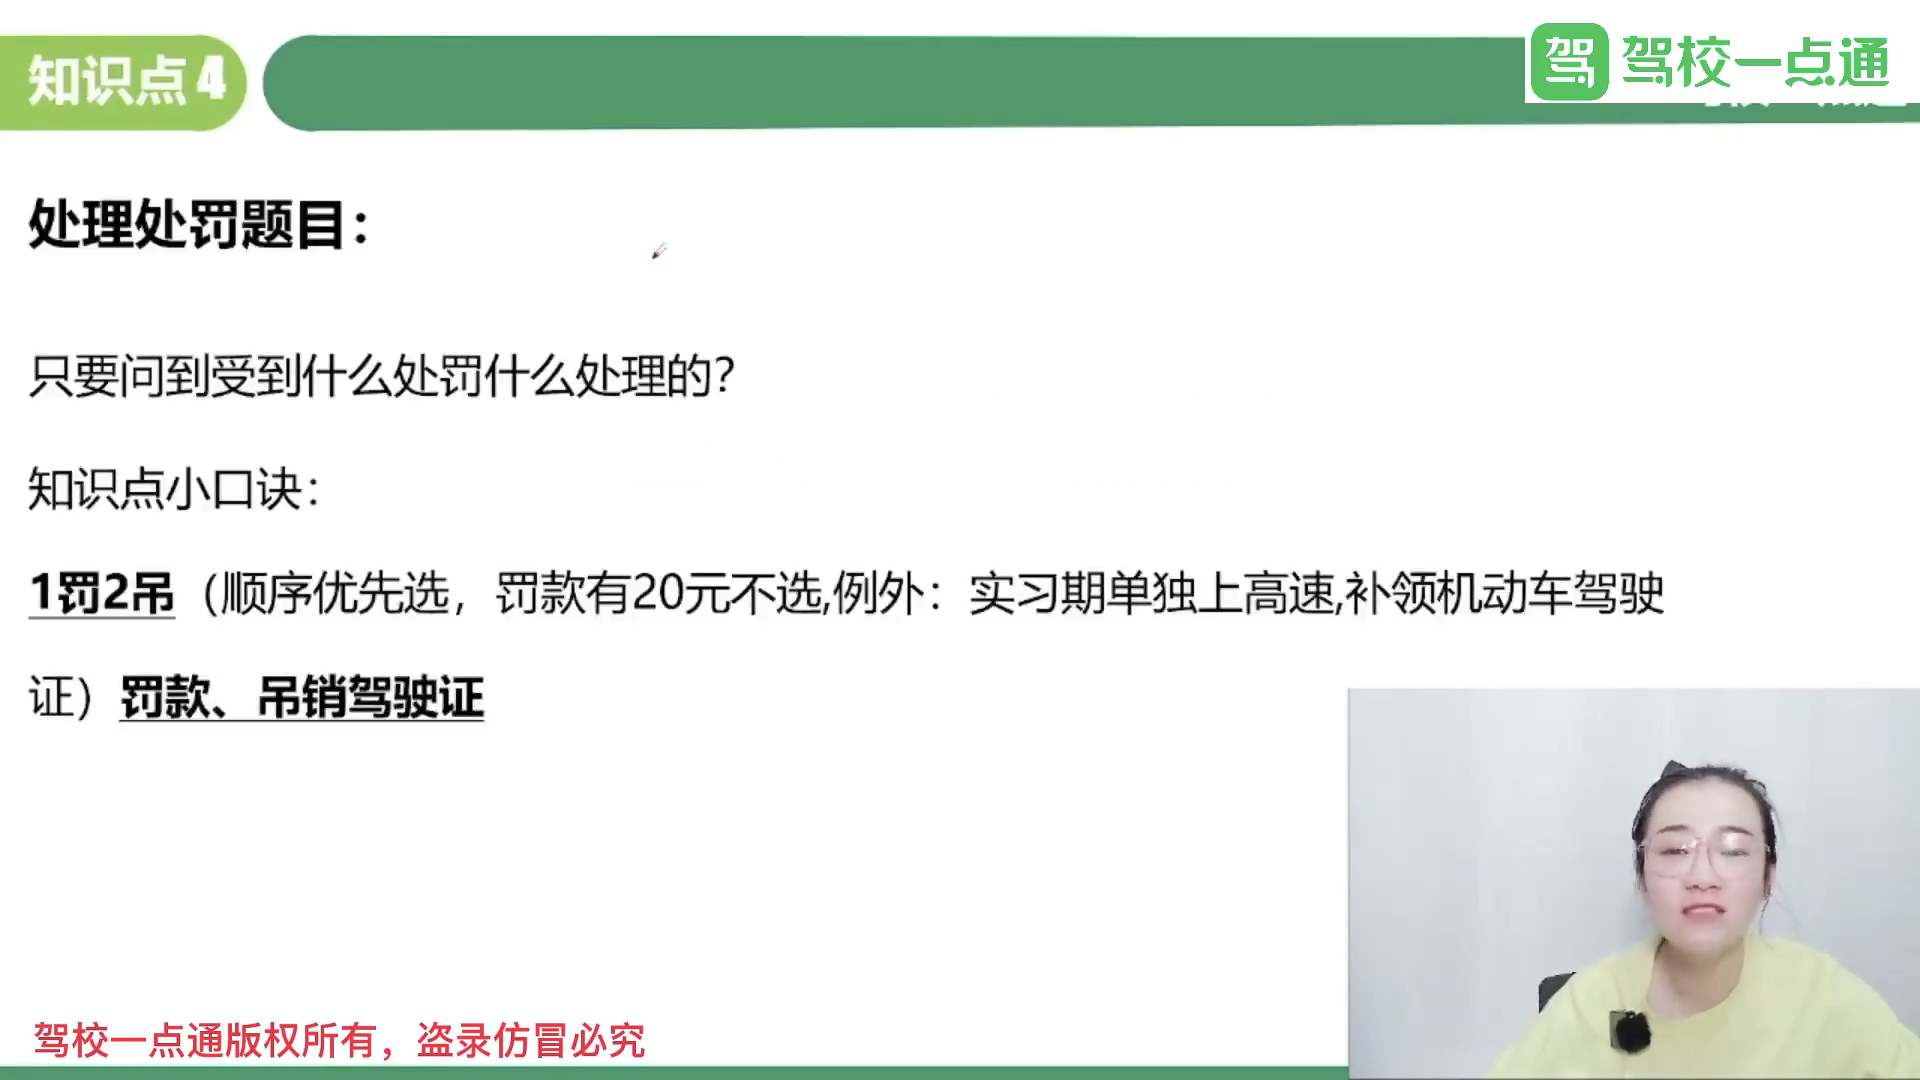 知识点4
驾 驾校一点通
处理处罚题目：
只要问到受到什么处罚什么处理的？
知识点小口诀：
1罚2吊（顺序优先选，罚款有20元不选,例外：实习期单独上高速,补领机动车驾驶
证）罚款、吊销驾驶证
驾校一点通版权所有，盗录仿冒必究